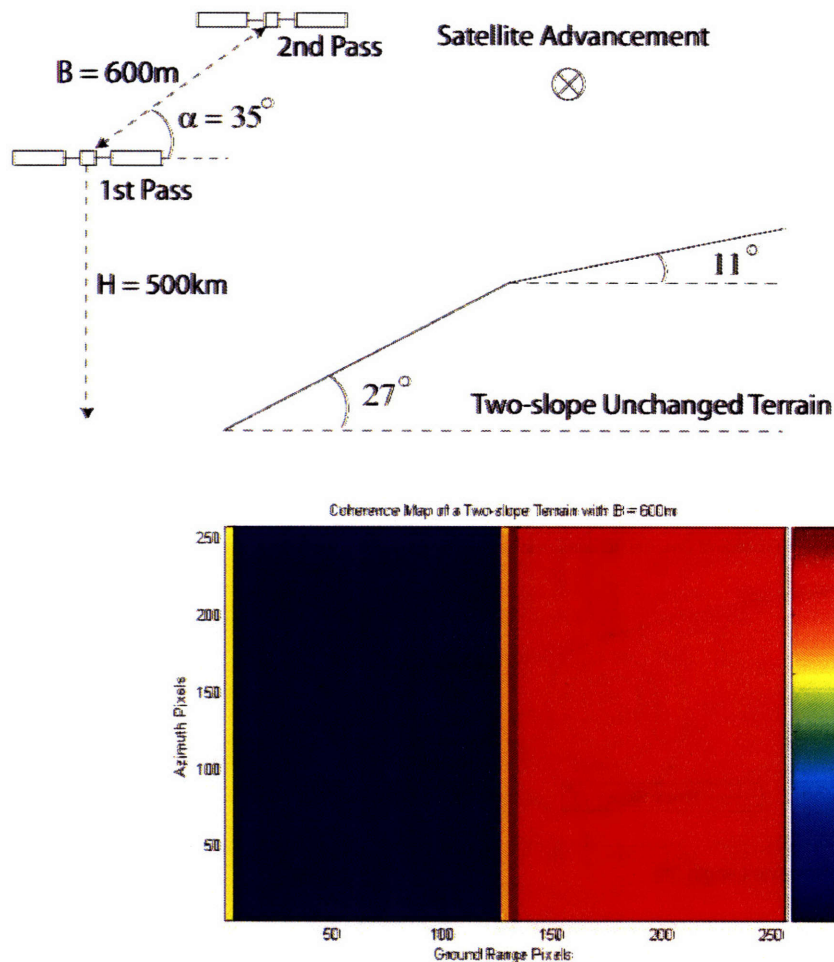 2nd Pass
Satellite Advancement
B = 600m
α = 35°
1st Pass
H = 500km
11°
27°
Two-slope Unchanged Terrain
Coherence Map of a Two-slope Terrain with B = 600m
250
200
150
100
50
Azimuth Pixels
50 100 150 200 250
Ground Range Pixels